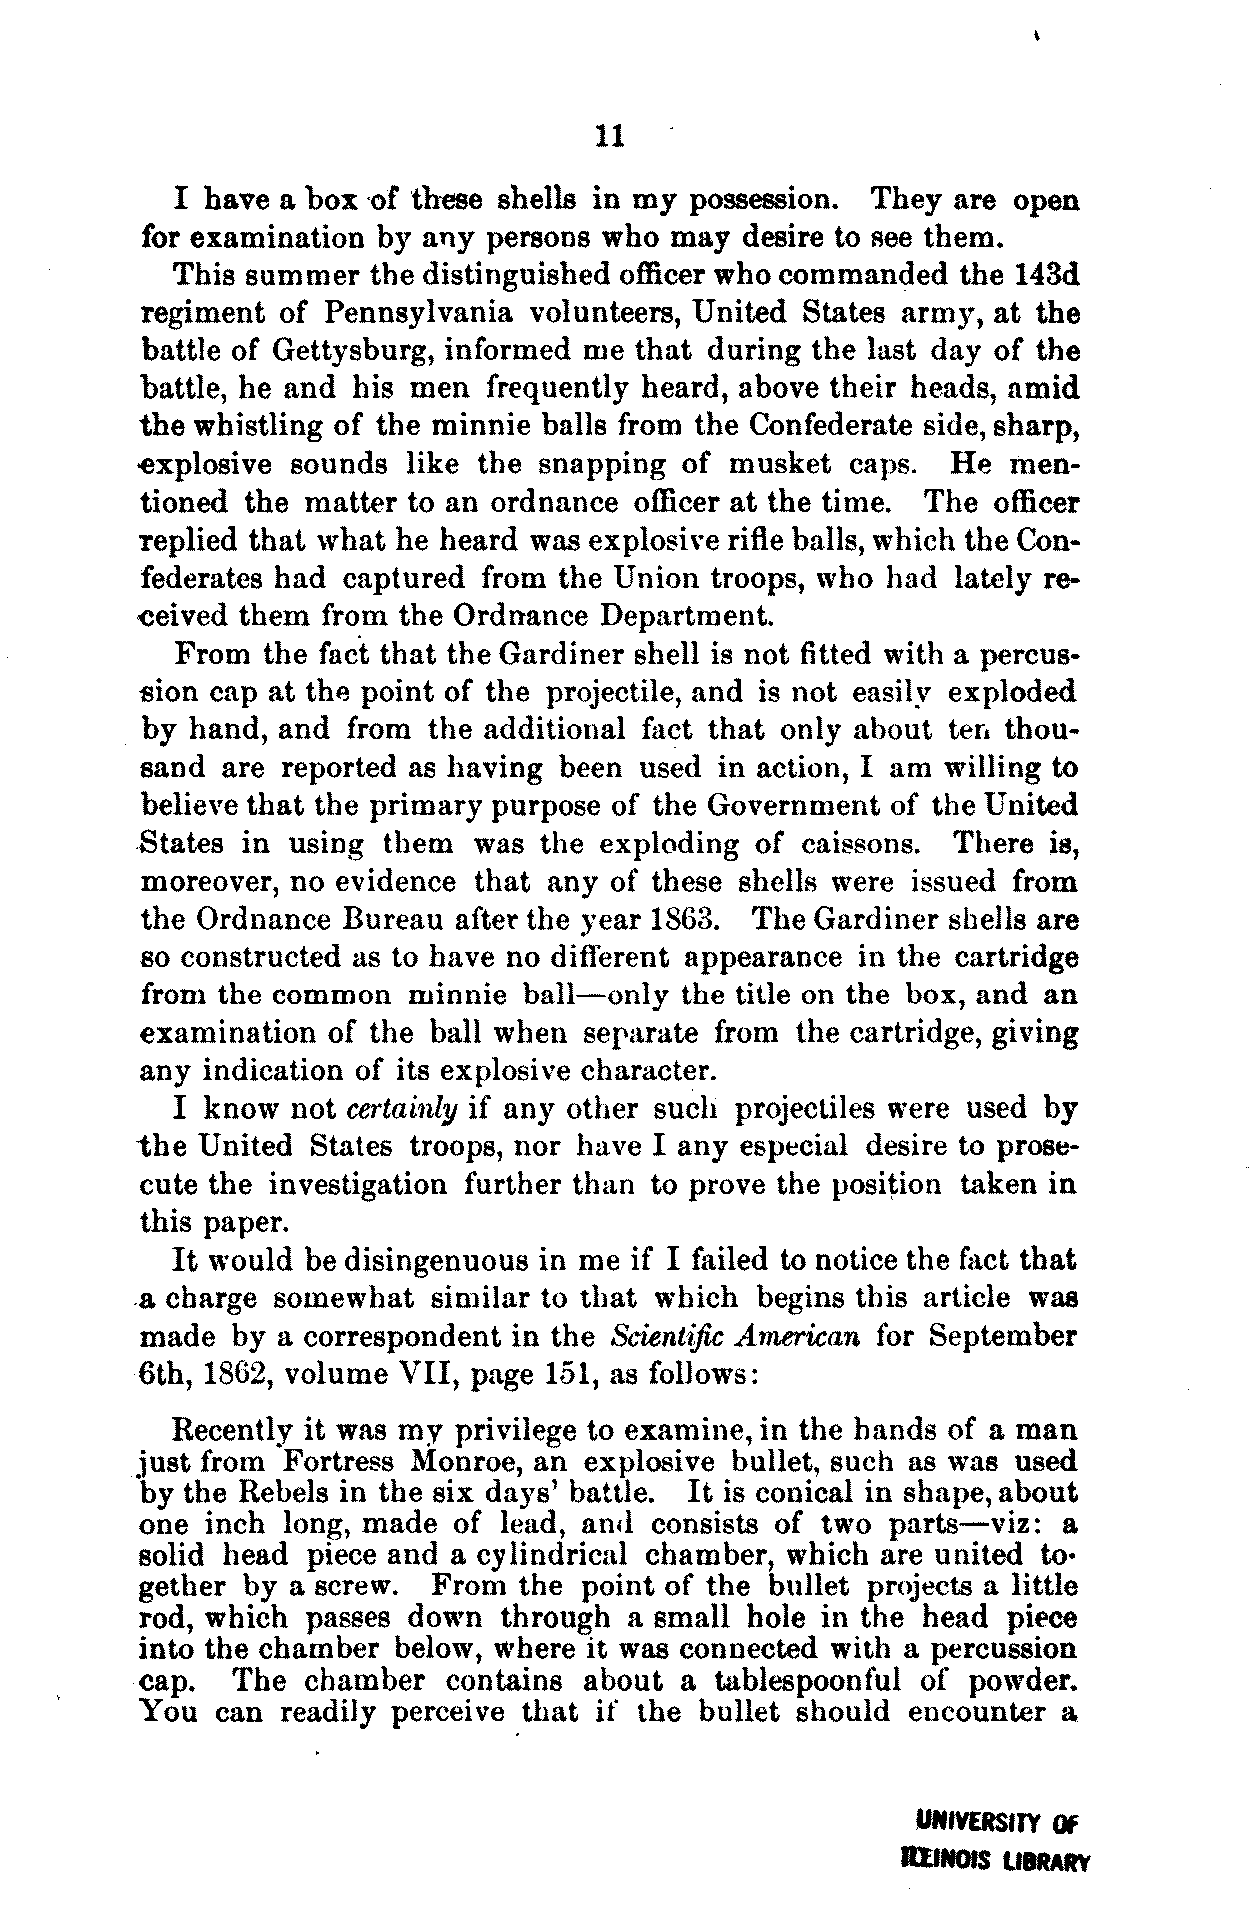 11
I have a box of these shells in my possession. They are open
for examination by any persons who may desire to see them.
This summer the distinguished officer who commanded the 143d
regiment of Pennsylvania volunteers, United States army, at the
battle of Gettysburg, informed me that during the last day of the
battle, he and his men frequently heard, above their heads, amid
the whistling of the minnie balls from the Confederate side, sharp,
explosive sounds like the snapping of musket caps. He men-
tioned the matter to an ordnance officer at the time. The officer
replied that what he heard was explosive rifle balls, which the Con-
federates had captured from the Union troops, who had lately re-
ceived them from the Ordnance Department.
From the fact that the Gardiner shell is not fitted with a percus-
sion cap at the point of the projectile, and is not easily exploded
by hand, and from the additional fact that only about ten thou-
sand are reported as having been used in action, I am willing to
believe that the primary purpose of the Government of the United
States in using them was the exploding of caissons. There is,
moreover, no evidence that any of these shells were issued from
the Ordnance Bureau after the year 1863. The Gardiner shells are
so constructed as to have no different appearance in the cartridge
from the common minnie ball—only the title on the box, and an
examination of the ball when separate from the cartridge, giving
any indication of its explosive character.
I know not certainly if any other such projectiles were used by
the United States troops, nor have I any especial desire to prose-
cute the investigation further than to prove the position taken in
this paper.
It would be disingenuous in me if I failed to notice the fact that
a charge somewhat similar to that which begins this article was
made by a correspondent in the Scientific American for September
6th, 1862, volume VII, page 151, as follows:
Recently it was my privilege to examine, in the hands of a man
just from Fortress Monroe, an explosive bullet, such as was used
by the Rebels in the six days' battle. It is conical in shape, about
one inch long, made of lead, and consists of two parts—viz: a
solid head piece and a cylindrical chamber, which are united to-
gether by a screw. From the point of the bullet projects a little
rod, which passes down through a small hole in the head piece
into the chamber below, where it was connected with a percussion
cap. The chamber contains about a tablespoonful of powder.
You can readily perceive that if the bullet should encounter a
UNIVERSITY OF
ILLINOIS LIBRARY